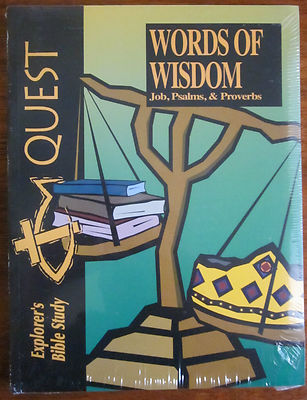 WORDS OF
WISDOM
Job, Psalms, & Proverbs
QUEST
Explorer's
Bible Study